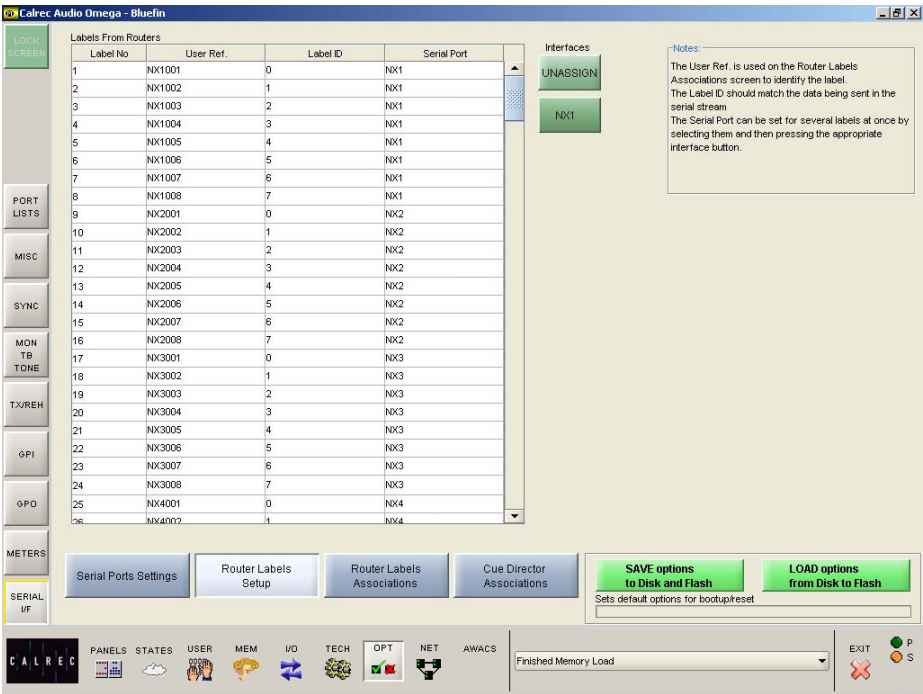 Calrec Audio Omega - Bluefin
LOCK
SCREEN
PORT
LISTS
MISC
SYNC
MON
TB
TONE
TX/REH
GPI
GPO
METERS
SERIAL
I/F
Labels From Routers
Label No User Ref. Label ID Serial Port
1 NX1001 0 NX1
2 NX1002 1 NX1
3 NX1003 2 NX1
4 NX1004 3 NX1
5 NX1005 4 NX1
6 NX1006 5 NX1
7 NX1007 6 NX1
8 NX1008 7 NX1
9 NX2001 0 NX2
10 NX2002 1 NX2
11 NX2003 2 NX2
12 NX2004 3 NX2
13 NX2005 4 NX2
14 NX2006 5 NX2
15 NX2007 6 NX2
16 NX2008 7 NX2
17 NX3001 0 NX3
18 NX3002 1 NX3
19 NX3003 2 NX3
20 NX3004 3 NX3
21 NX3005 4 NX3
22 NX3006 5 NX3
23 NX3007 6 NX3
24 NX3008 7 NX3
25 NX4001 0 NX4
26 NX4002 1 NX4
Interfaces
UNASSIGN
NX1
Notes:
The User Ref. is used on the Router Labels
Associations screen to identify the label.
The Label ID should match the data being sent in the
serial stream
The Serial Port can be set for several labels at once by
selecting them and then pressing the appropriate
interface button.
Serial Ports Settings
Router Labels
Setup
Router Labels
Associations
Cue Director
Associations
SAVE options
to Disk and Flash
LOAD options
from Disk to Flash
Sets default options for bootup/reset
CALREC
PANELS STATES USER MEM I/O TECH OPT NET AWACS
Finished Memory Load
EXIT
P
S